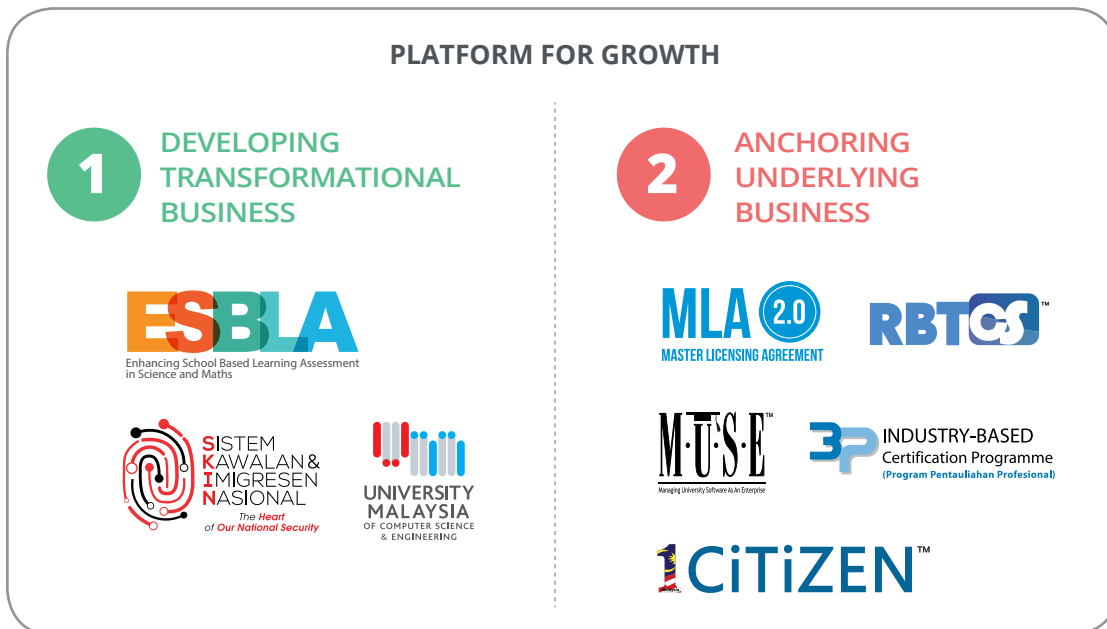 PLATFORM FOR GROWTH
1
DEVELOPING
TRANSFORMATIONAL
BUSINESS
ESBLA
Enhancing School Based Learning Assessment
in Science and Maths
SISTEM
KAWALAN &
IMIGRESEN
NASIONAL
The Heart
of Our National Security
UNIVERSITY
MALAYSIA
OF COMPUTER SCIENCE
& ENGINEERING
2
ANCHORING
UNDERLYING
BUSINESS
MLA 2.0
MASTER LICENSING AGREEMENT
RBTCS™
M·U·S·E™
Managing University Software As An Enterprise
3P INDUSTRY-BASED
Certification Programme
(Program Pentauliahan Profesional)
1CiTiZEN™